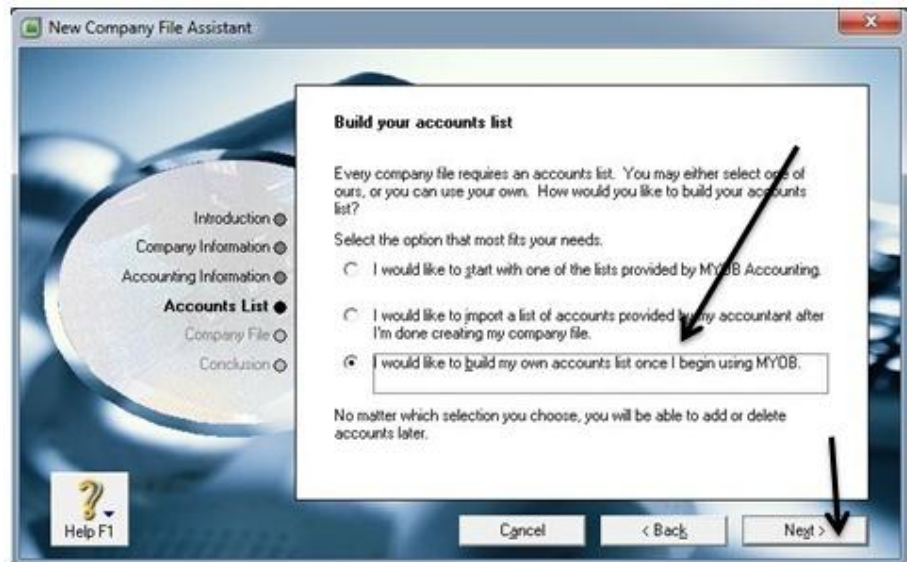 New Company File Assistant
Build your accounts list
Every company file requires an accounts list. You may either select one of
ours, or you can use your own. How would you like to build your accounts
list?
Select the option that most fits your needs.
I would like to start with one of the lists provided by MYOB Accounting.
I would like to import a list of accounts provided by my accountant after
I'm done creating my company file.
I would like to build my own accounts list once I begin using MYOB.
No matter which selection you choose, you will be able to add or delete
accounts later.
Introduction
Company Information
Accounting Information
Accounts List
Company File
Conclusion
Help F1
Cancel
< Back
Next >